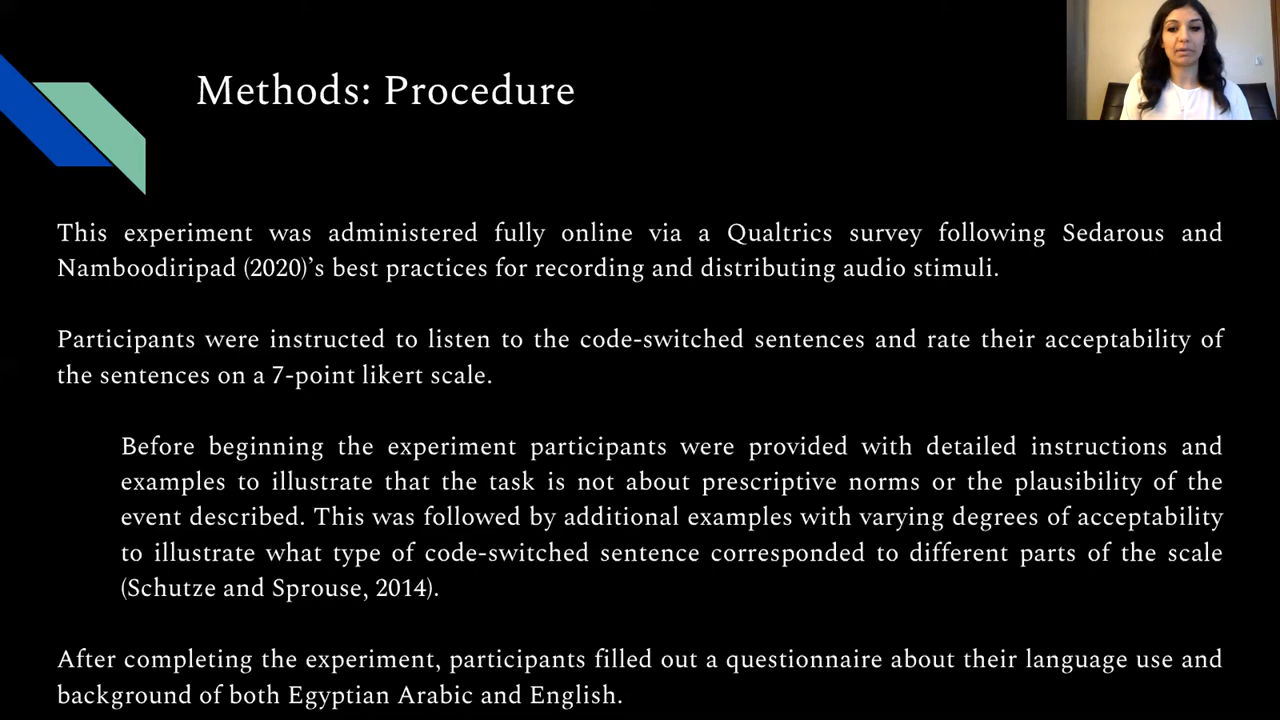 Methods: Procedure
This experiment was administered fully online via a Qualtrics survey following Sedarous and
Namboodiripad (2020)’s best practices for recording and distributing audio stimuli.
Participants were instructed to listen to the code-switched sentences and rate their acceptability of
the sentences on a 7-point likert scale.
Before beginning the experiment participants were provided with detailed instructions and
examples to illustrate that the task is not about prescriptive norms or the plausibility of the
event described. This was followed by additional examples with varying degrees of acceptability
to illustrate what type of code-switched sentence corresponded to different parts of the scale
(Schutze and Sprouse, 2014).
After completing the experiment, participants filled out a questionnaire about their language use and
background of both Egyptian Arabic and English.